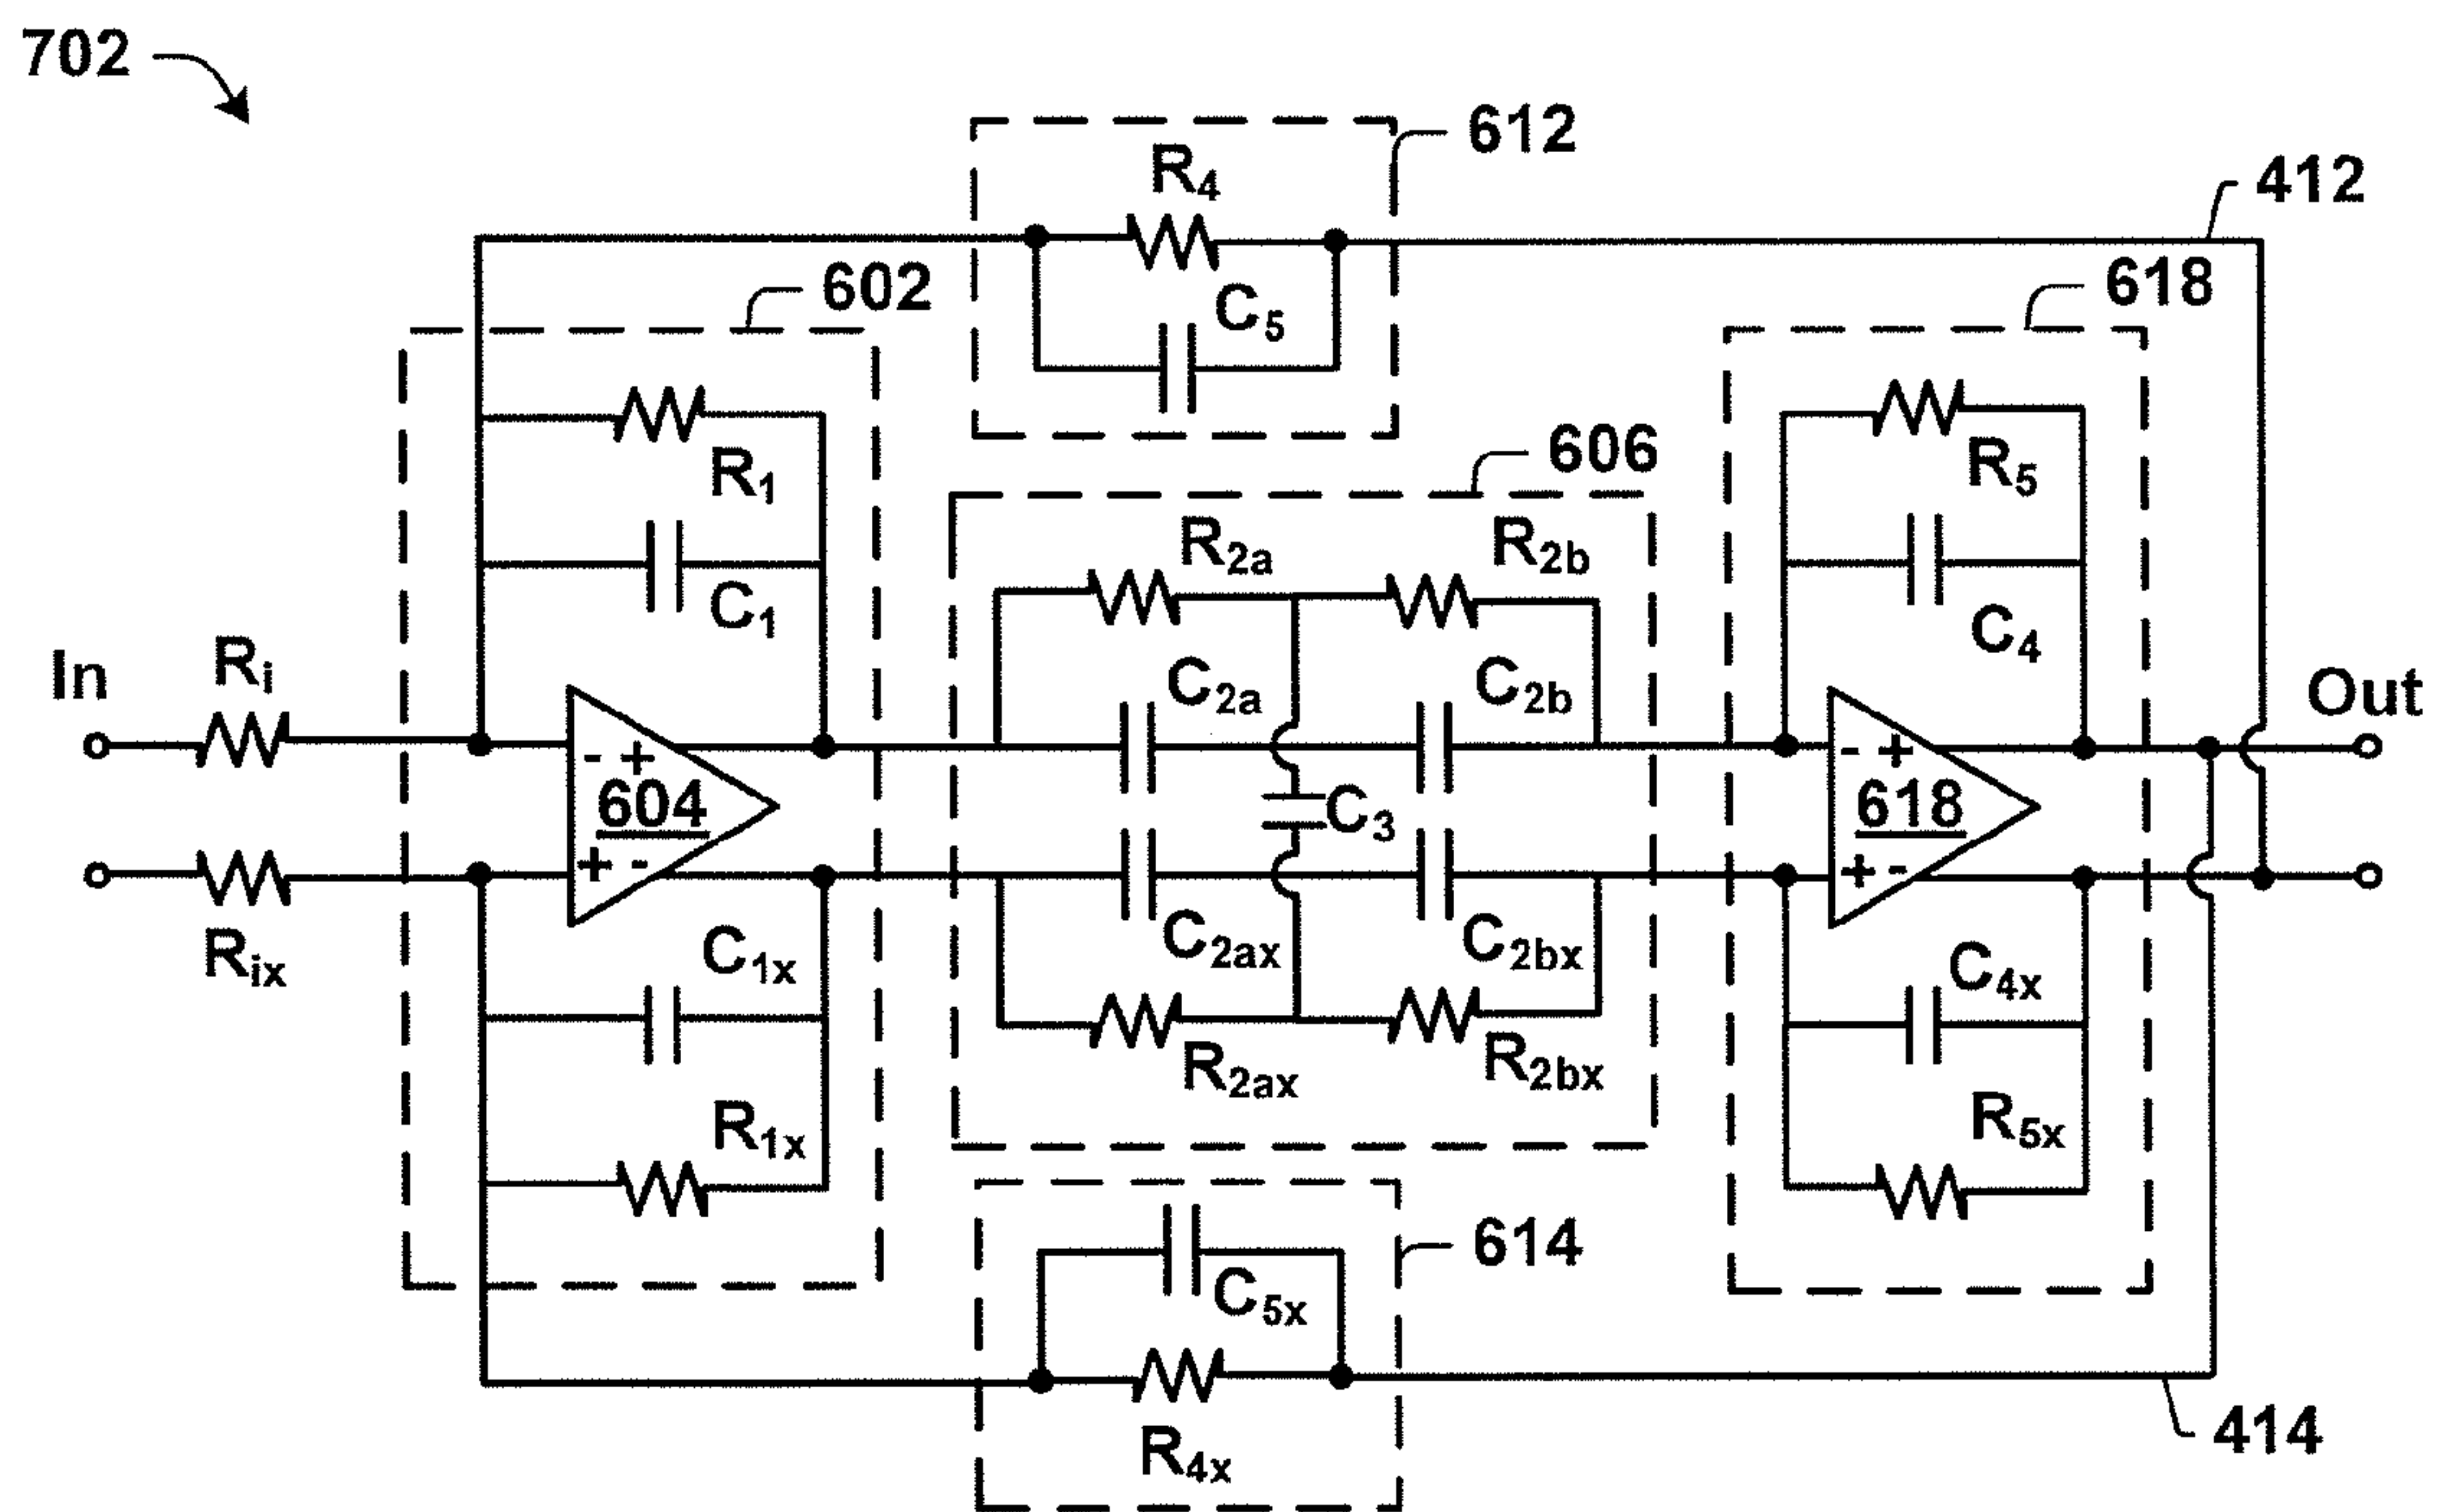 702
612
R4
412
602
C5
618
R1
606
R5
R2a
R2b
C1
C4
In
Ri
C2a
C2b
Out
- +
604
+ -
C3
- +
618
+ -
Rix
C1x
C2ax
C2bx
C4x
R2ax
R2bx
R1x
R5x
614
C5x
R4x
414